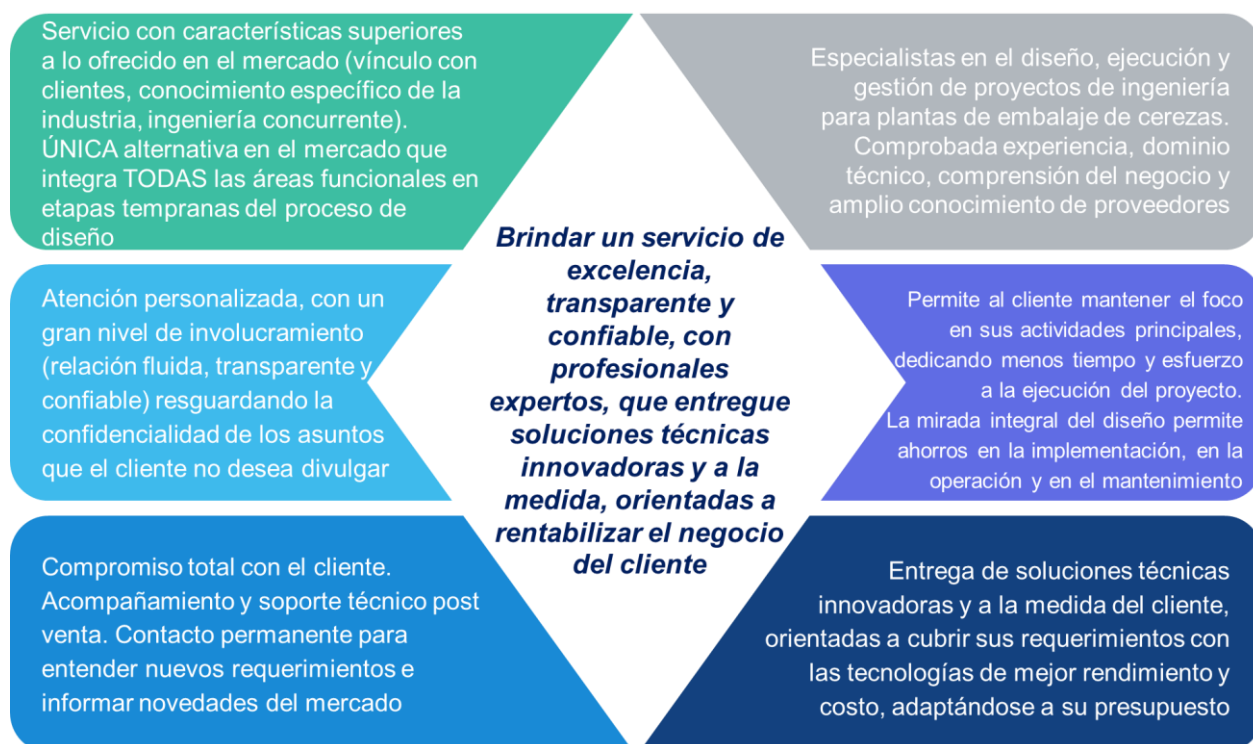 Servicio con características superiores
a lo ofrecido en el mercado (vínculo con
clientes, conocimiento específico de la
industria, ingeniería concurrente).
ÚNICA alternativa en el mercado que
integra TODAS las áreas funcionales en
etapas tempranas del proceso de
diseño
Especialistas en el diseño, ejecución y
gestión de proyectos de ingeniería
para plantas de embalaje de cerezas.
Comprobada experiencia, dominio
técnico, comprensión del negocio y
amplio conocimiento de proveedores
Brindar un servicio de
excelencia,
transparente y
confiable, con
profesionales
expertos, que entregue
soluciones técnicas
innovadoras y a la
medida, orientadas a
rentabilizar el negocio
del cliente
Atención personalizada, con un
gran nivel de involucramiento
(relación fluida, transparente y
confiable) resguardando la
confidencialidad de los asuntos
que el cliente no desea divulgar
Permite al cliente mantener el foco
en sus actividades principales,
dedicando menos tiempo y esfuerzo
a la ejecución del proyecto.
La mirada integral del diseño permite
ahorros en la implementación, en la
operación y en el mantenimiento
Compromiso total con el cliente.
Acompañamiento y soporte técnico post
venta. Contacto permanente para
entender nuevos requerimientos e
informar novedades del mercado
Entrega de soluciones técnicas
innovadoras y a la medida del cliente,
orientadas a cubrir sus requerimientos con
las tecnologías de mejor rendimiento y
costo, adaptándose a su presupuesto